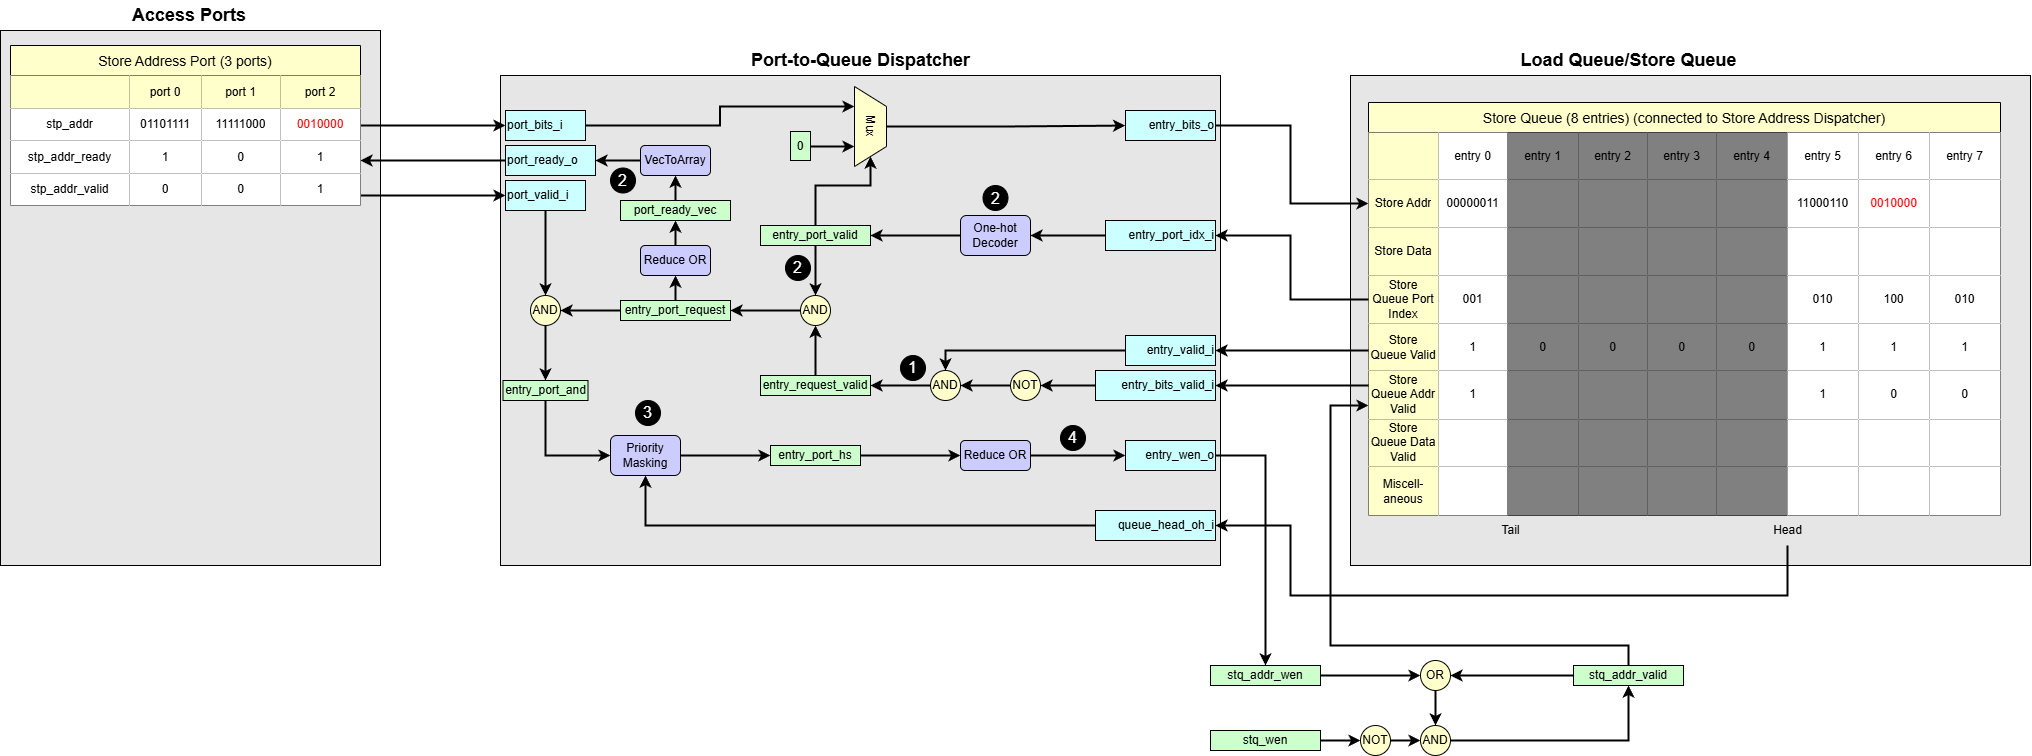 Access Ports
Store Address Port (3 ports)
port 0 port 1 port 2
stp_addr 01101111 11111000 0010000
stp_addr_ready 1 0 1
stp_addr_valid 0 0 1
Port-to-Queue Dispatcher
port_bits_i
port_ready_o
port_valid_i
VecToArray
2
port_ready_vec
Reduce OR
entry_port_request
AND
entry_port_and
0
Mux
entry_port_valid
2
One-hot
Decoder
2
AND
entry_request_valid
1
AND
NOT
3
Priority
Masking
entry_port_hs
Reduce OR
4
entry_bits_o
entry_port_idx_i
entry_valid_i
entry_bits_valid_i
entry_wen_o
queue_head_oh_i
Load Queue/Store Queue
Store Queue (8 entries) (connected to Store Address Dispatcher)
entry 0 entry 1 entry 2 entry 3 entry 4 entry 5 entry 6 entry 7
Store Addr 00000011 11000110 0010000
Store Data
Store
Queue Port
Index
001 010 100 010
Store
Queue Valid
1 0 0 0 0 1 1 1
Store
Queue Addr
Valid
1 1 0 0
Store
Queue Data
Valid
Miscell-
aneous
Tail Head
stq_addr_wen
OR
stq_addr_valid
stq_wen
NOT
AND